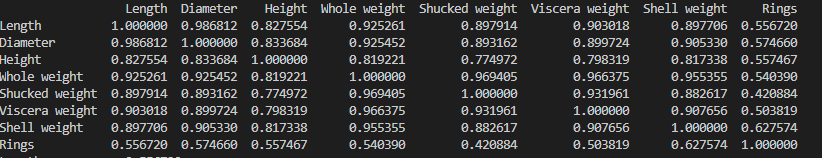 Length Diameter Height Whole weight Shucked weight Viscera weight Shell weight Rings
Length 1.000000 0.986812 0.827554 0.925261 0.897914 0.903018 0.897706 0.556720
Diameter 0.986812 1.000000 0.833684 0.925452 0.893162 0.899724 0.905330 0.574660
Height 0.827554 0.833684 1.000000 0.819221 0.774972 0.798319 0.817338 0.557467
Whole weight 0.925261 0.925452 0.819221 1.000000 0.969405 0.966375 0.955355 0.540390
Shucked weight 0.897914 0.893162 0.774972 0.969405 1.000000 0.931961 0.882617 0.420884
Viscera weight 0.903018 0.899724 0.798319 0.966375 0.931961 1.000000 0.907656 0.503819
Shell weight 0.897706 0.905330 0.817338 0.955355 0.882617 0.907656 1.000000 0.627574
Rings 0.556720 0.574660 0.557467 0.540390 0.420884 0.503819 0.627574 1.000000